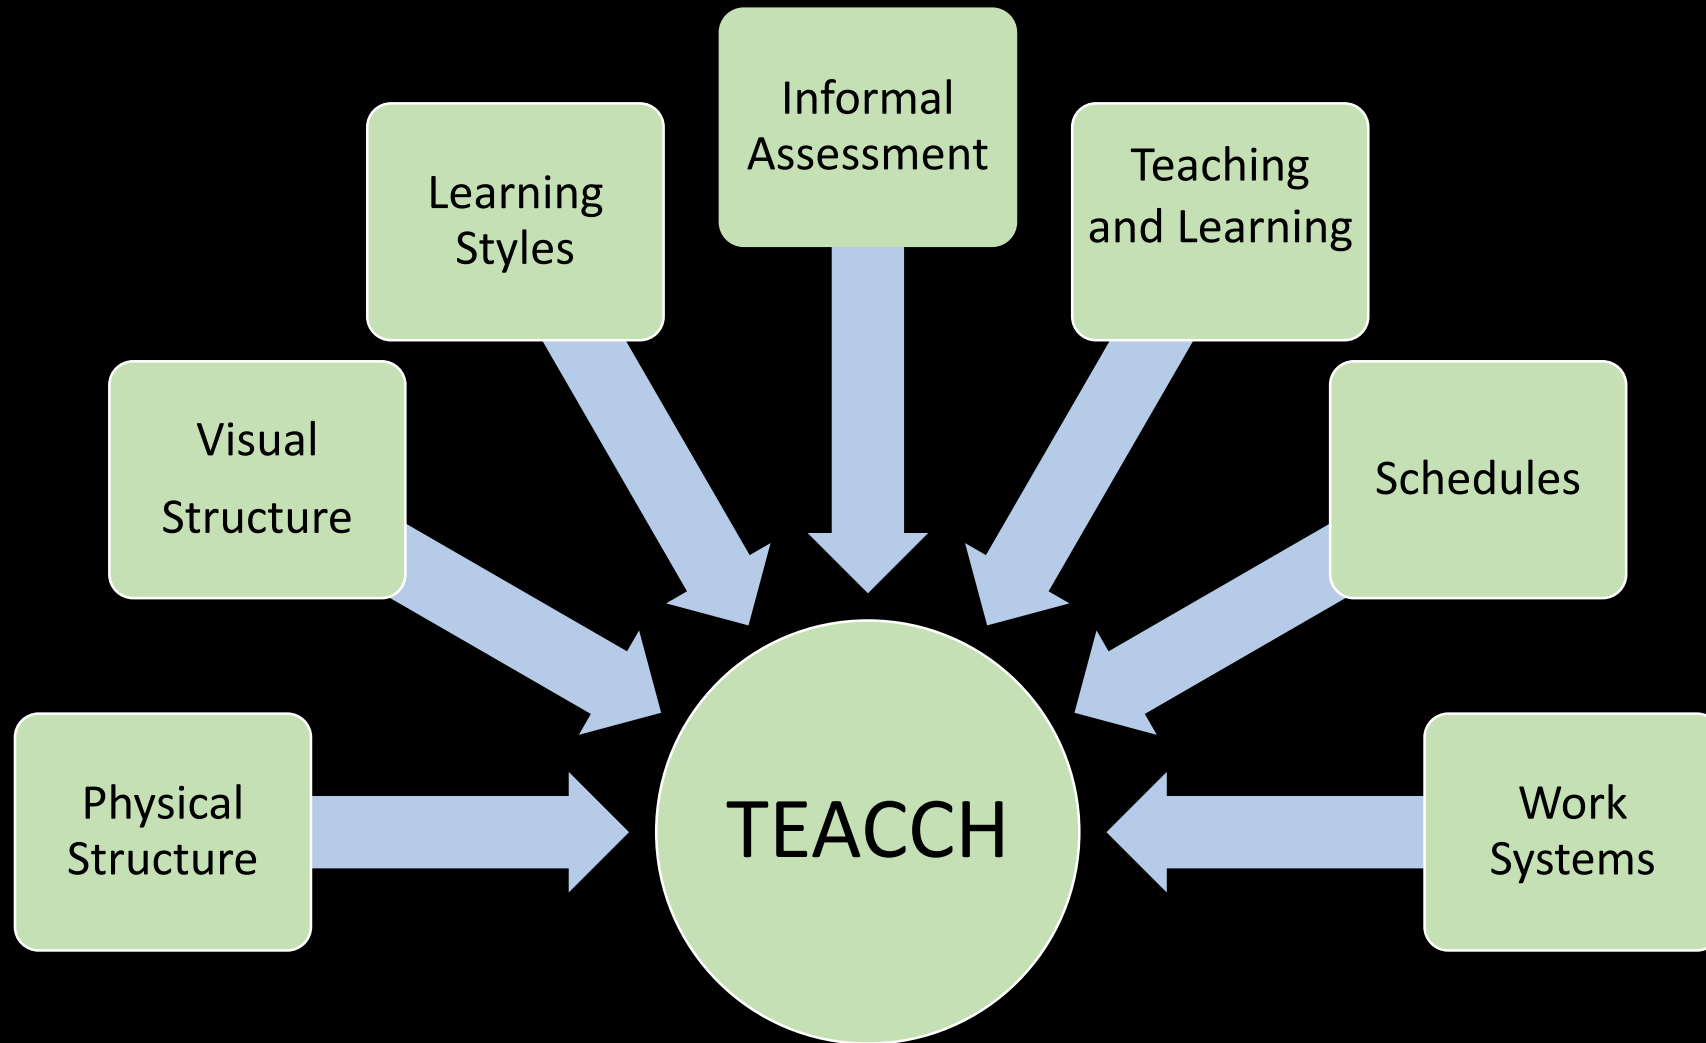 Informal
Assessment
Learning
Styles
Teaching
and Learning
Visual
Structure
Schedules
Physical
Structure
TEACCH
Work
Systems